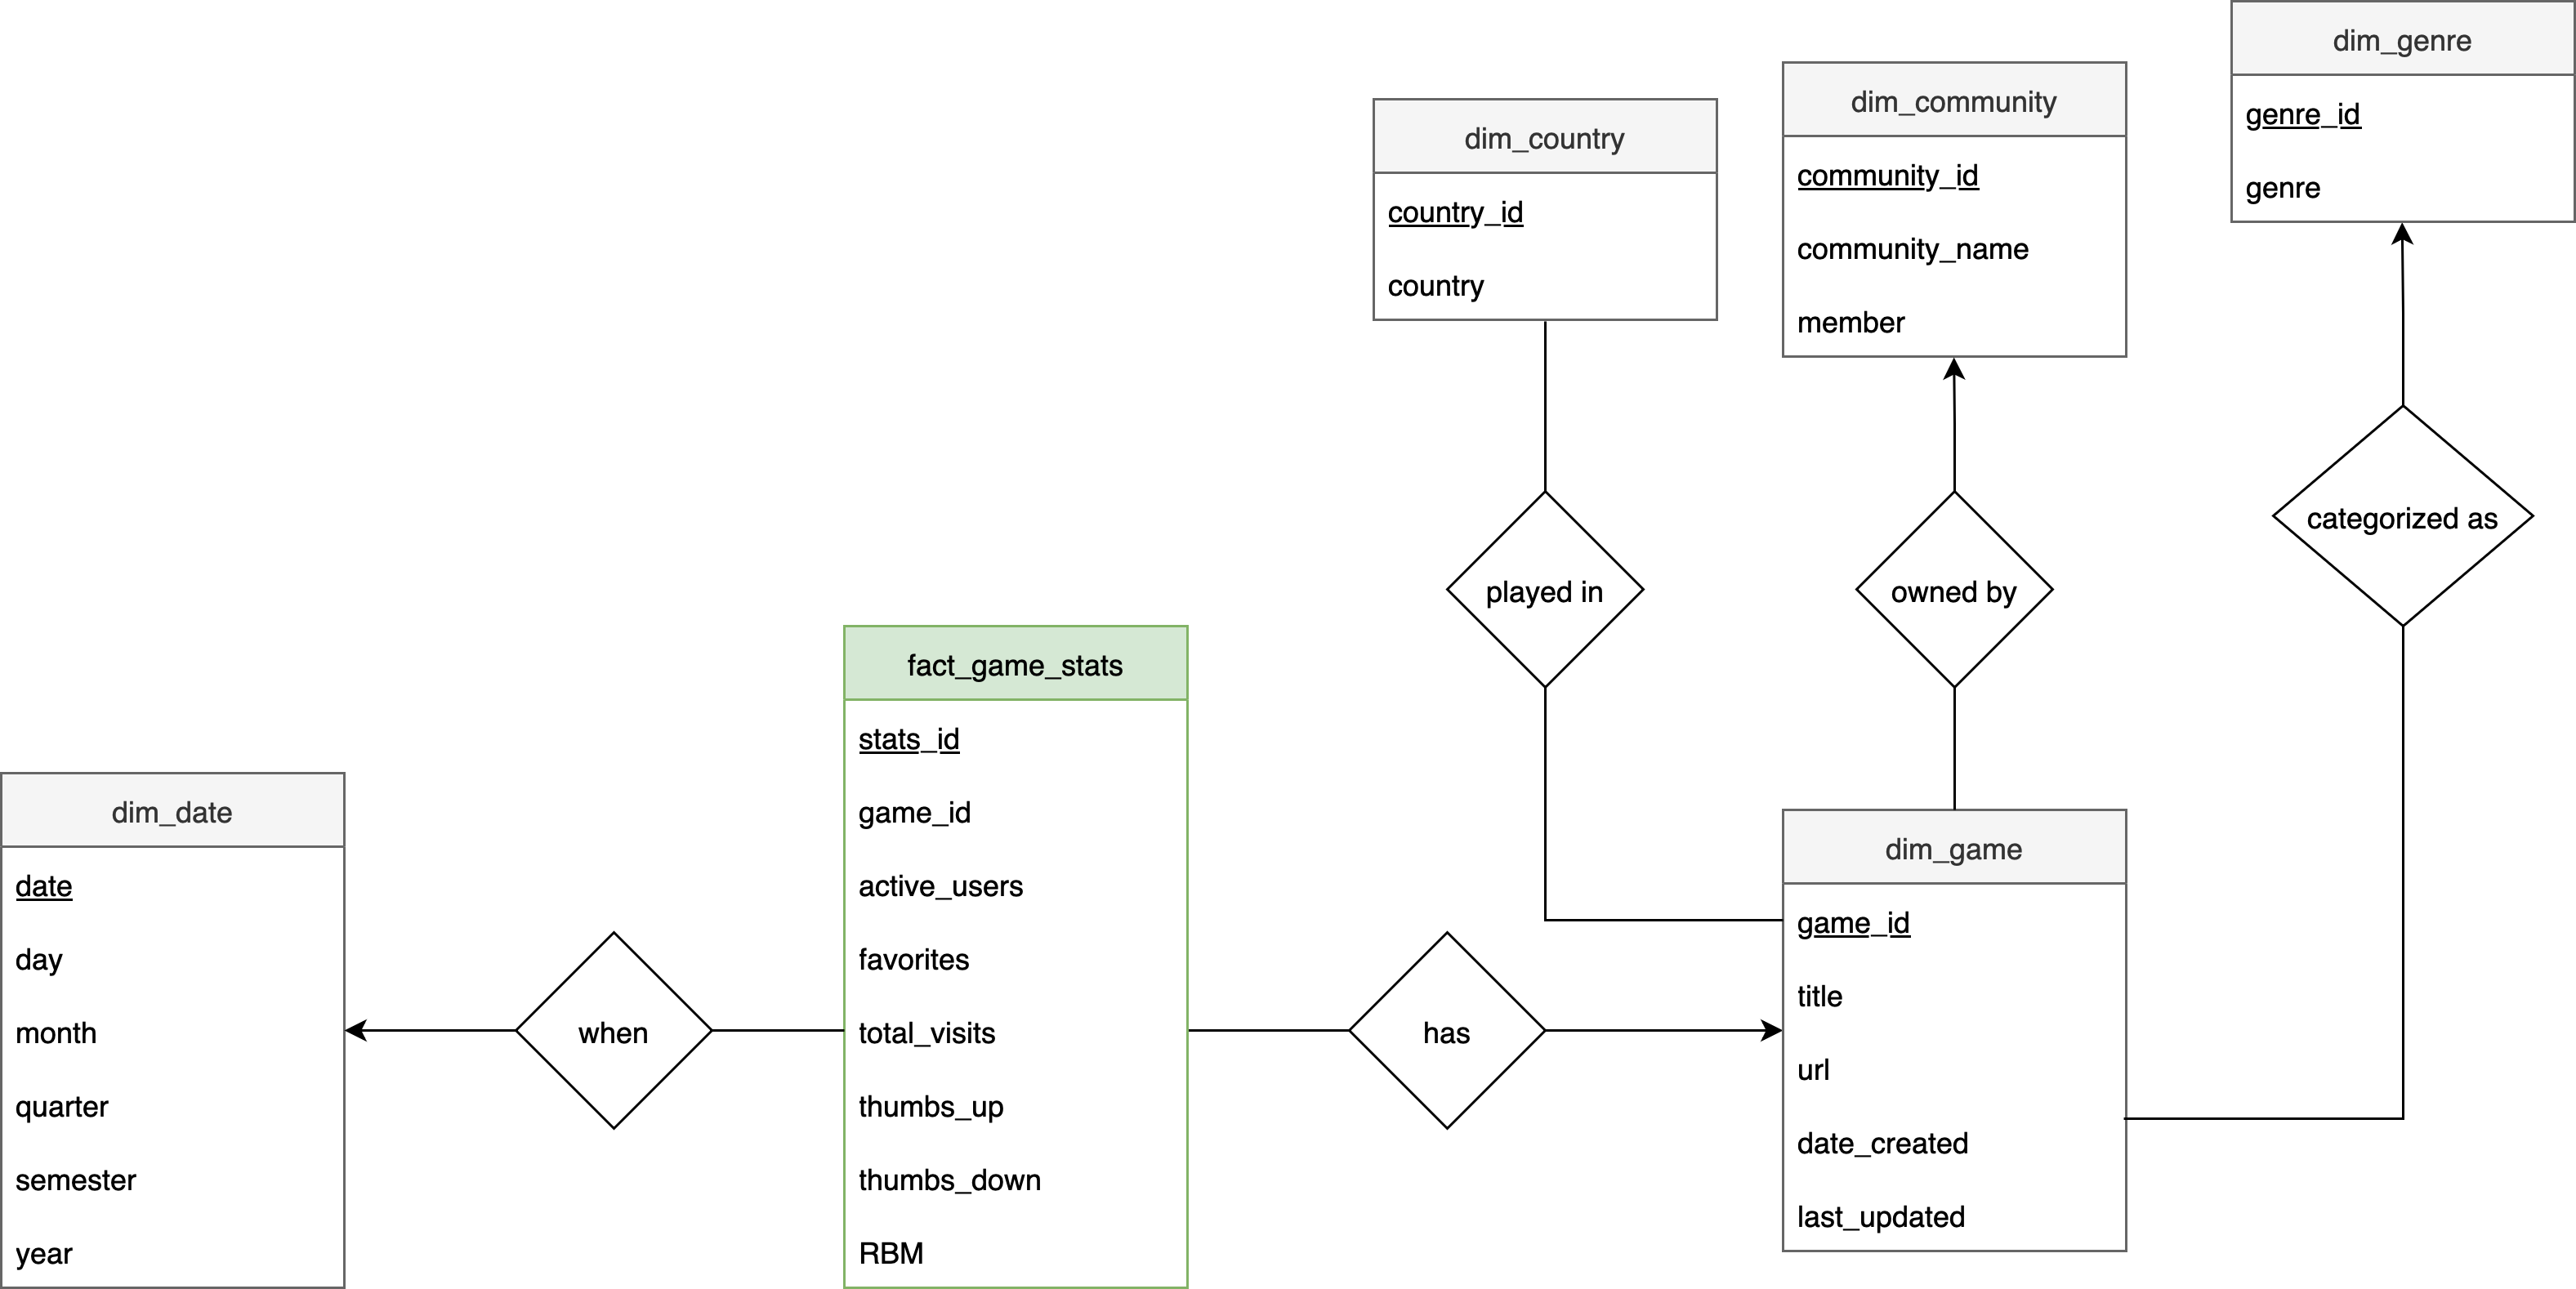 dim_genre
genre_id
genre
dim_community
community_id
community_name
member
dim_country
country_id
country
categorized as
played in
owned by
fact_game_stats
stats_id
game_id
active_users
favorites
total_visits
thumbs_up
thumbs_down
RBM
dim_date
date
day
month
quarter
semester
year
when
has
dim_game
game_id
title
url
date_created
last_updated